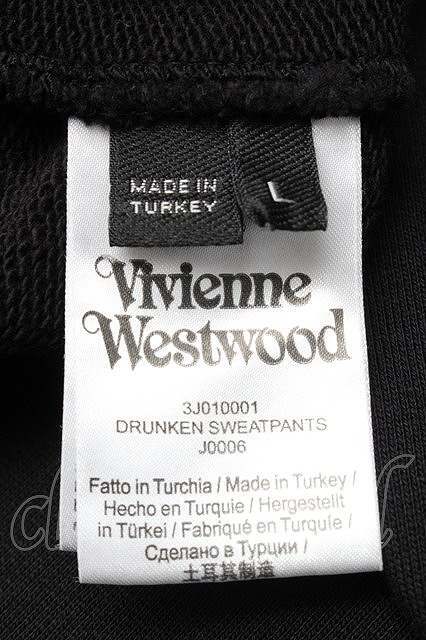 MADE IN
TURKEY
L
Vivienne
Westwood
3J010001
DRUNKEN SWEATPANTS
J0006
Fatto in Turchia / Made in Turkey /
Hecho en Turquie / Hergestellt
in Türkei / Fabriqué en Turquie /
Сделано в Турции /
土耳其制造